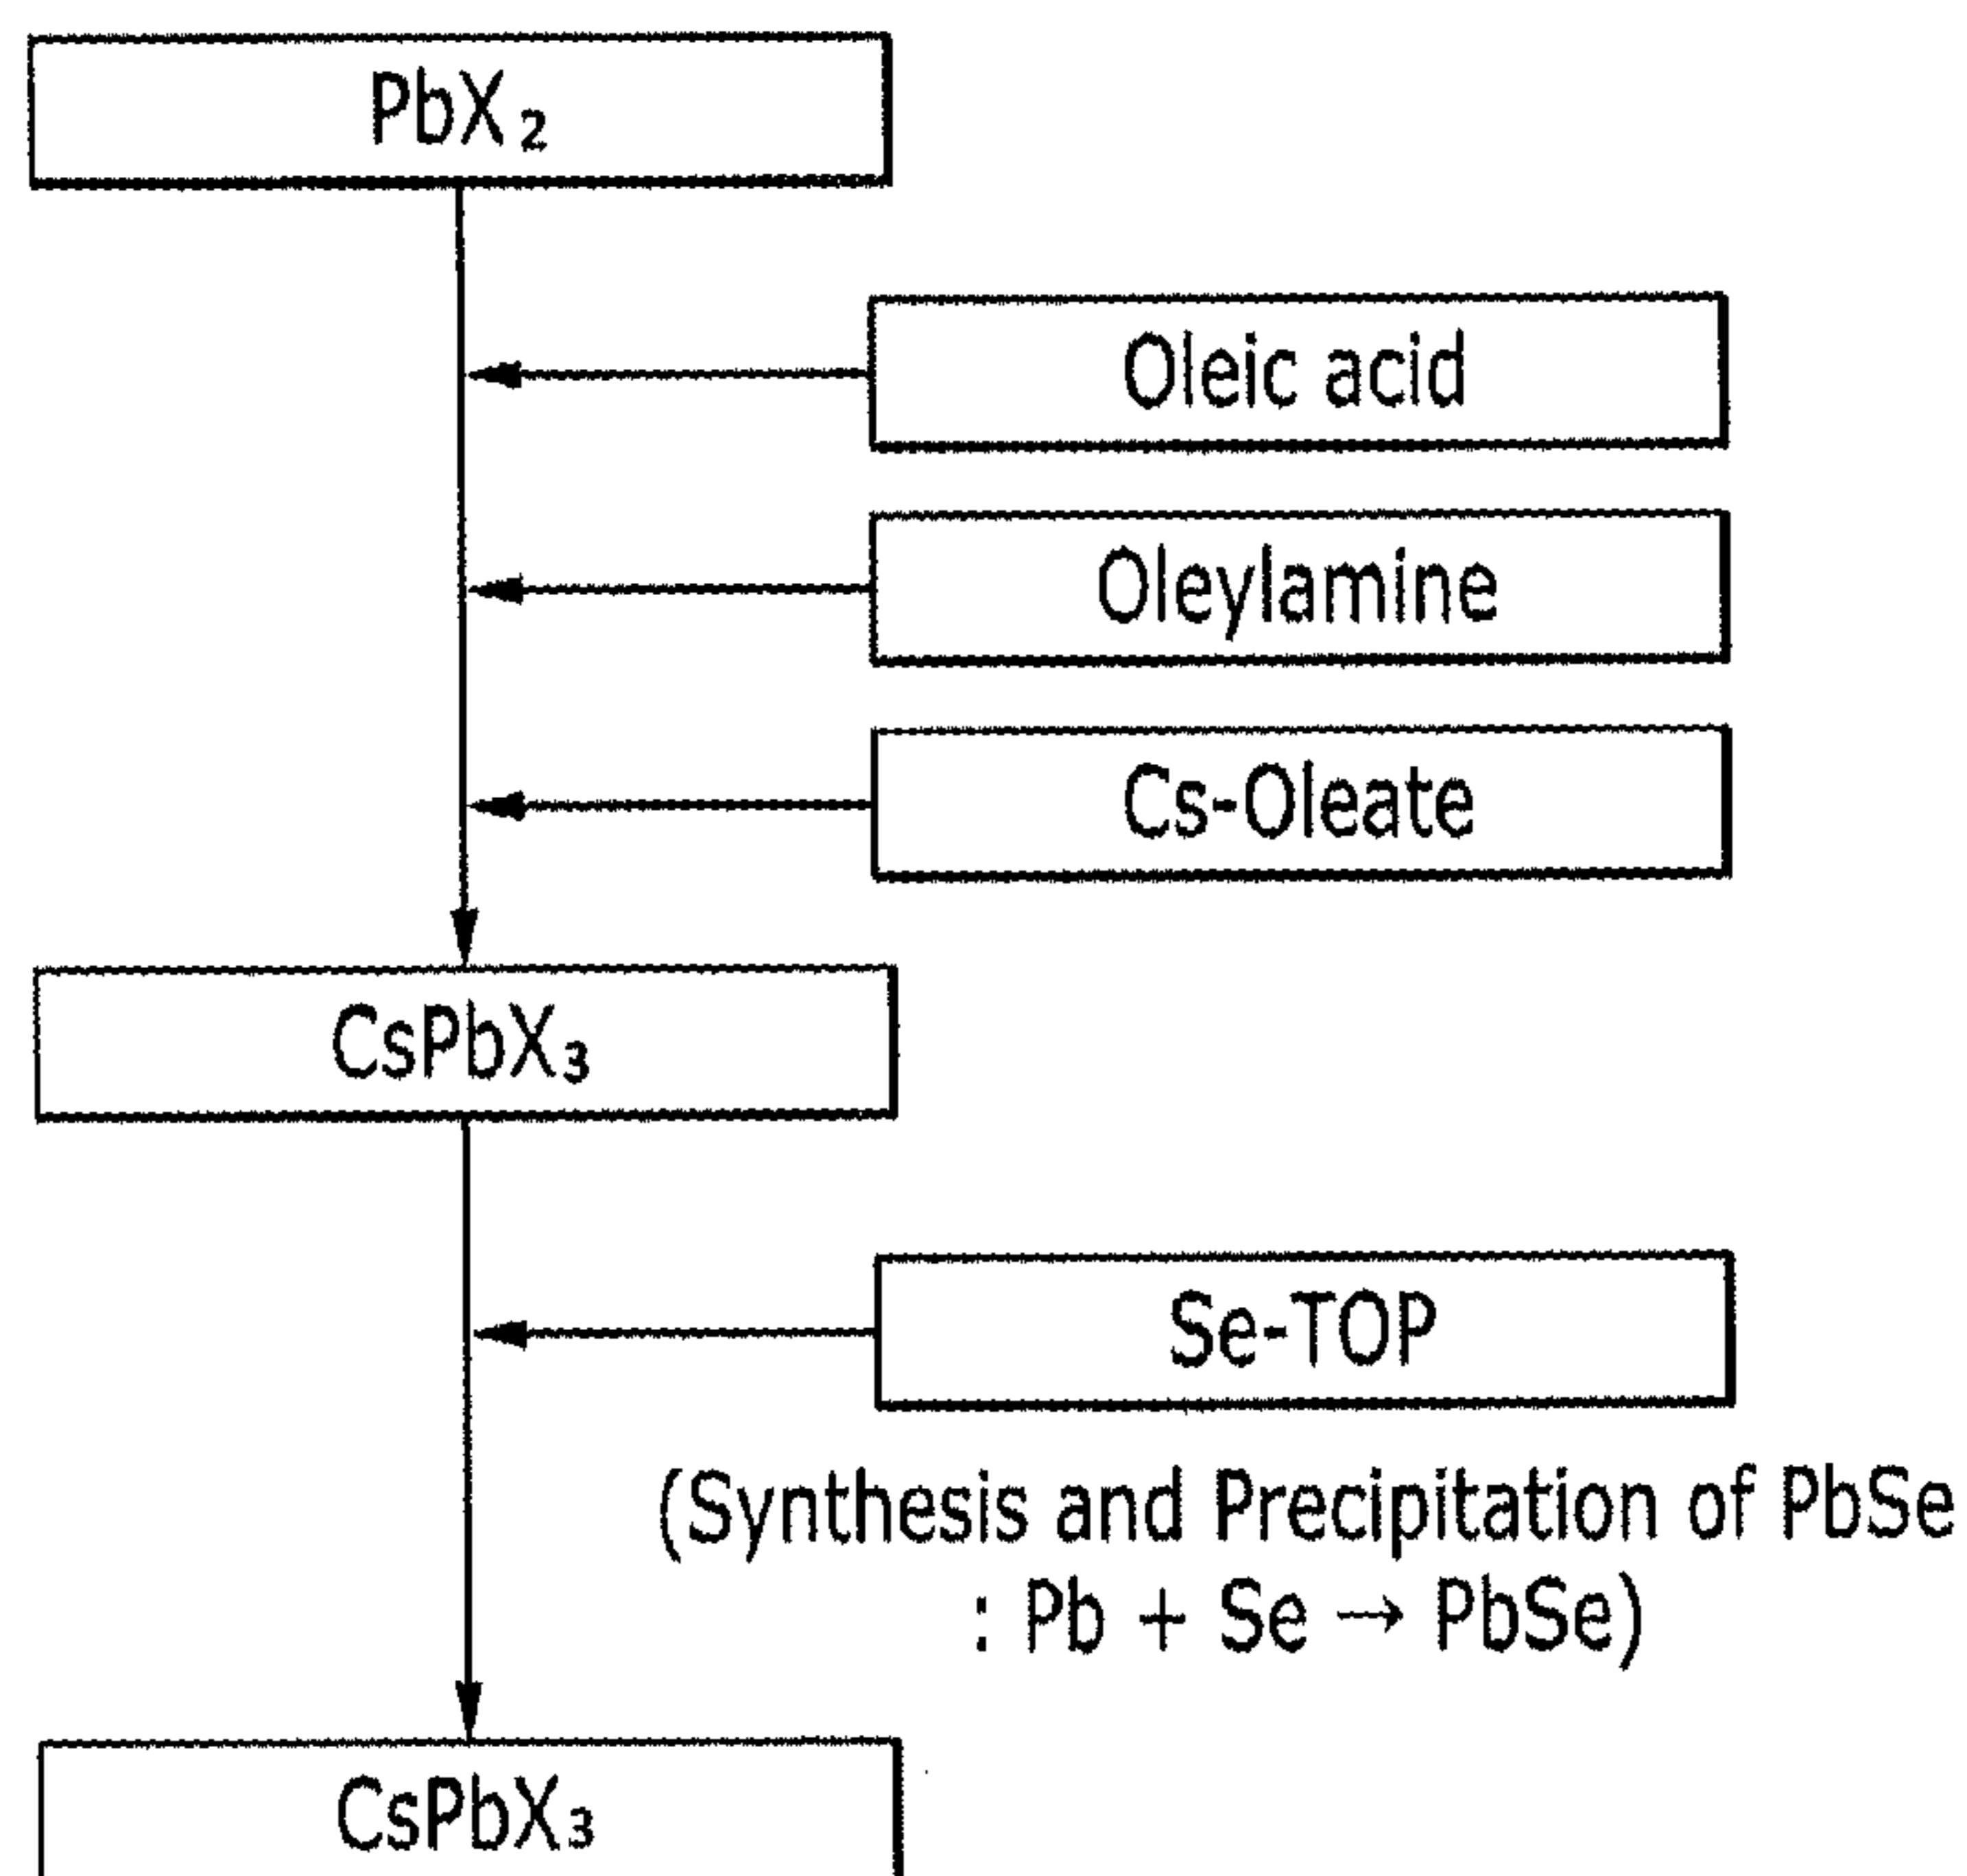 PbX₂
Oleic acid
Oleylamine
Cs-Oleate
CsPbX₃
Se-TOP
(Synthesis and Precipitation of PbSe
: Pb + Se → PbSe)
CsPbX₃